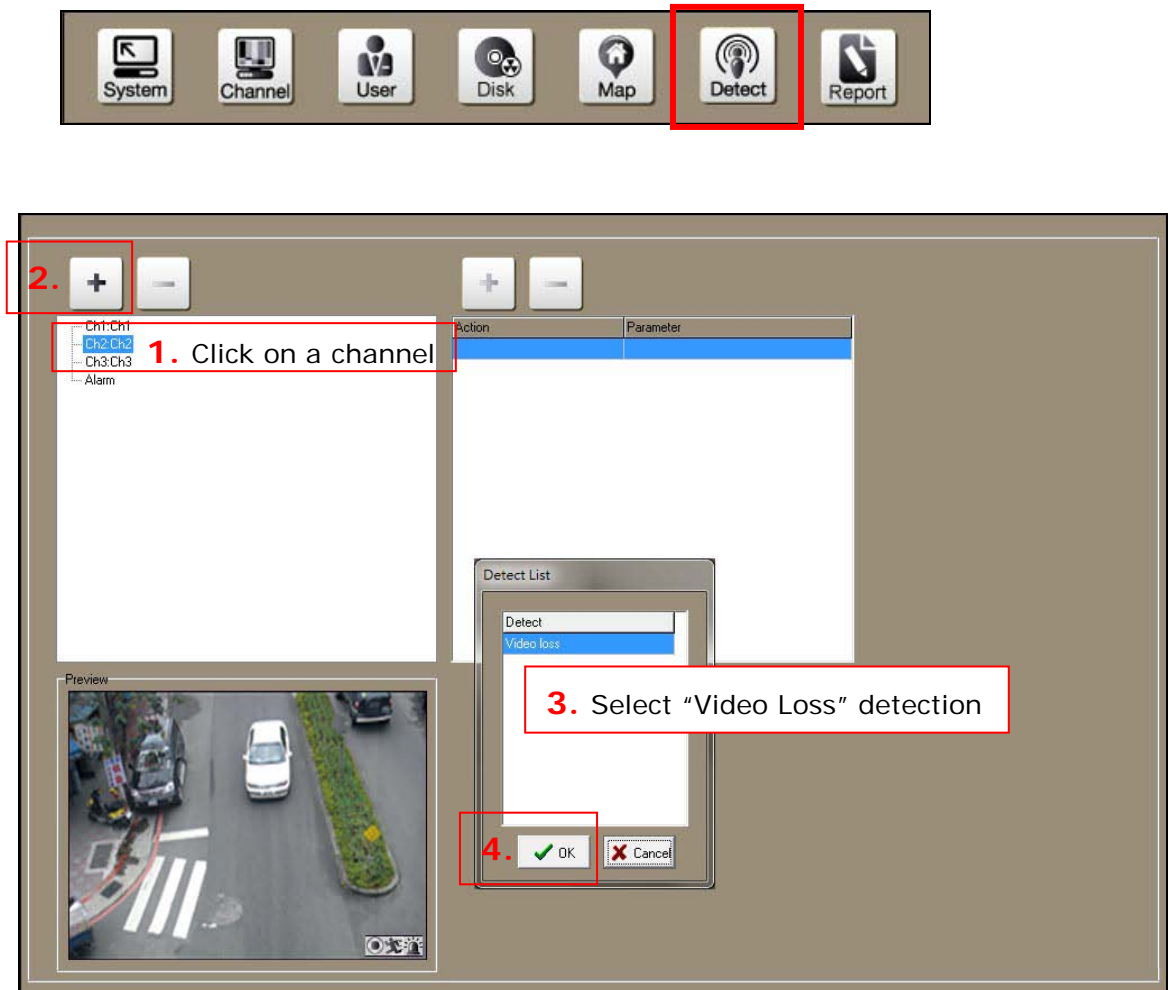 System Channel User Disk Map Detect Report
2.
Ch1:Ch1
Ch2:Ch2
Ch3:Ch3
Alarm
1. Click on a channel
Action Parameter
Detect List
Detect
Video loss
3. Select “Video Loss” detection
4. OK Cancel
Preview